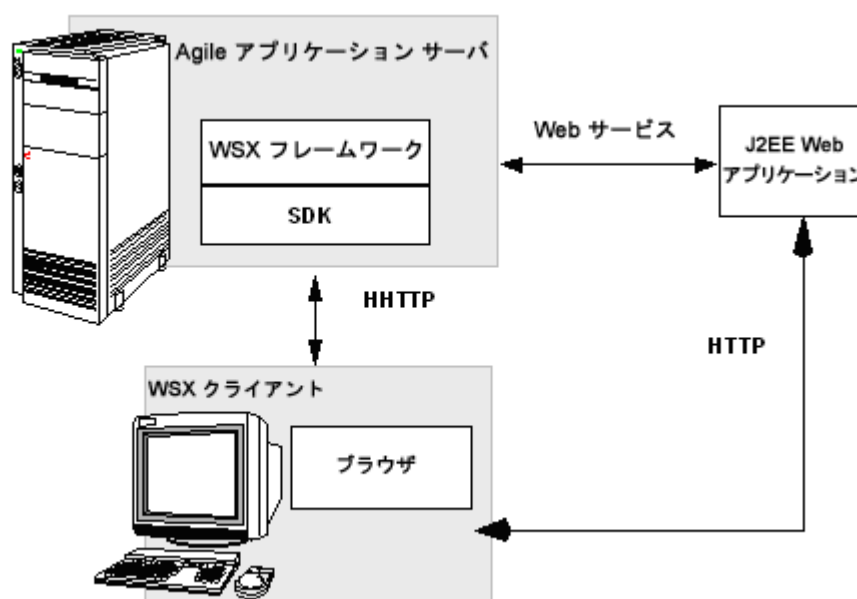 Agile アプリケーション サーバ
WSX フレームワーク
SDK
Web サービス
J2EE Web
アプリケーション
HHTTP
HTTP
WSX クライアント
ブラウザ